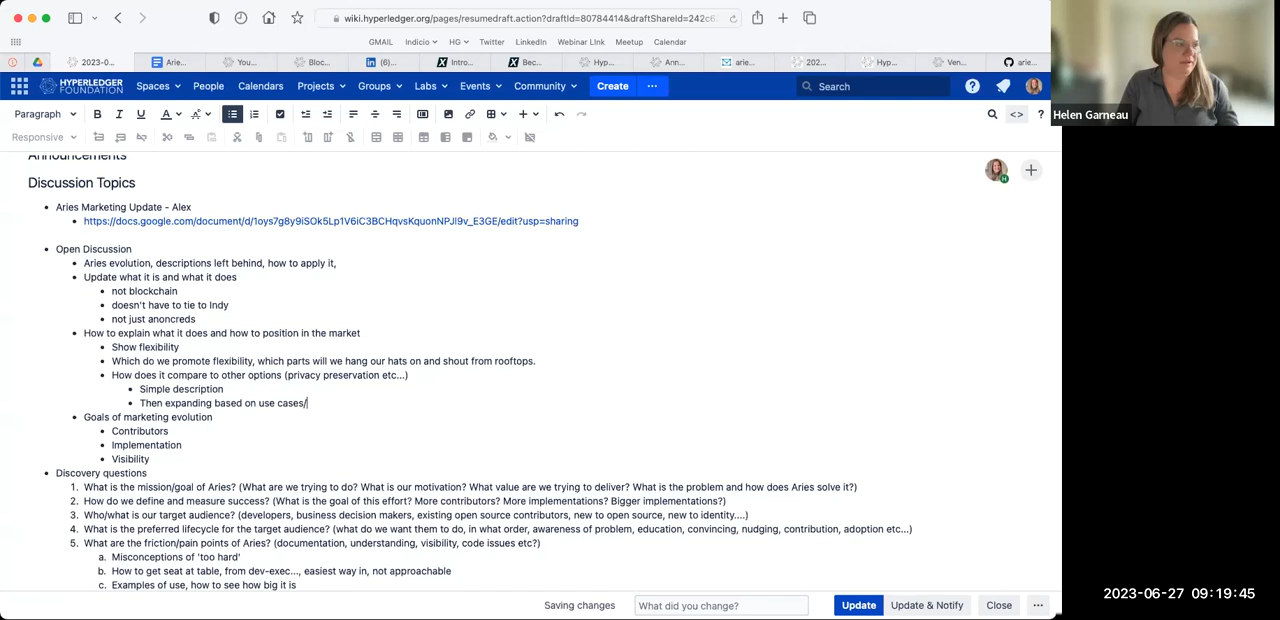 wiki.hyperledger.org/pages/resumedraft.action?draftId=80784414&draftShareId=242c6
GMAIL Indicio HG Twitter LinkedIn Webinar LInk Meetup Calendar
2023-0... Arie... You... Bloc... (6)... Intro... Bec... Hyp... Ann... arie... 202... Hyp... Ven... arie...
HYPERLEDGER FOUNDATION Spaces People Calendars Projects Groups Labs Events Community Create ... Search
Helen Garneau
Paragraph B I U A
Responsive
Announcements
Discussion Topics
Aries Marketing Update - Alex
https://docs.google.com/document/d/1oys7g8y9iSOk5Lp1V6iC3BCHqvsKquonNPJl9v_E3GE/edit?usp=sharing
Open Discussion
Aries evolution, descriptions left behind, how to apply it,
Update what it is and what it does
not blockchain
doesn't have to tie to Indy
not just anoncreds
How to explain what it does and how to position in the market
Show flexibility
Which do we promote flexibility, which parts will we hang our hats on and shout from rooftops.
How does it compare to other options (privacy preservation etc...)
Simple description
Then expanding based on use cases/
Goals of marketing evolution
Contributors
Implementation
Visibility
Discovery questions
1. What is the mission/goal of Aries? (What are we trying to do? What is our motivation? What value are we trying to deliver? What is the problem and how does Aries solve it?)
2. How do we define and measure success? (What is the goal of this effort? More contributors? More implementations? Bigger implementations?)
3. Who/what is our target audience? (developers, business decision makers, existing open source contributors, new to open source, new to identity....)
4. What is the preferred lifecycle for the target audience? (what do we want them to do, in what order, awareness of problem, education, convincing, nudging, contribution, adoption etc...)
5. What are the friction/pain points of Aries? (documentation, understanding, visibility, code issues etc?)
a. Misconceptions of 'too hard'
b. How to get seat at table, from dev-exec..., easiest way in, not approachable
c. Examples of use, how to see how big it is
Saving changes What did you change? Update Update & Notify Close ...
2023-06-27 09:19:45